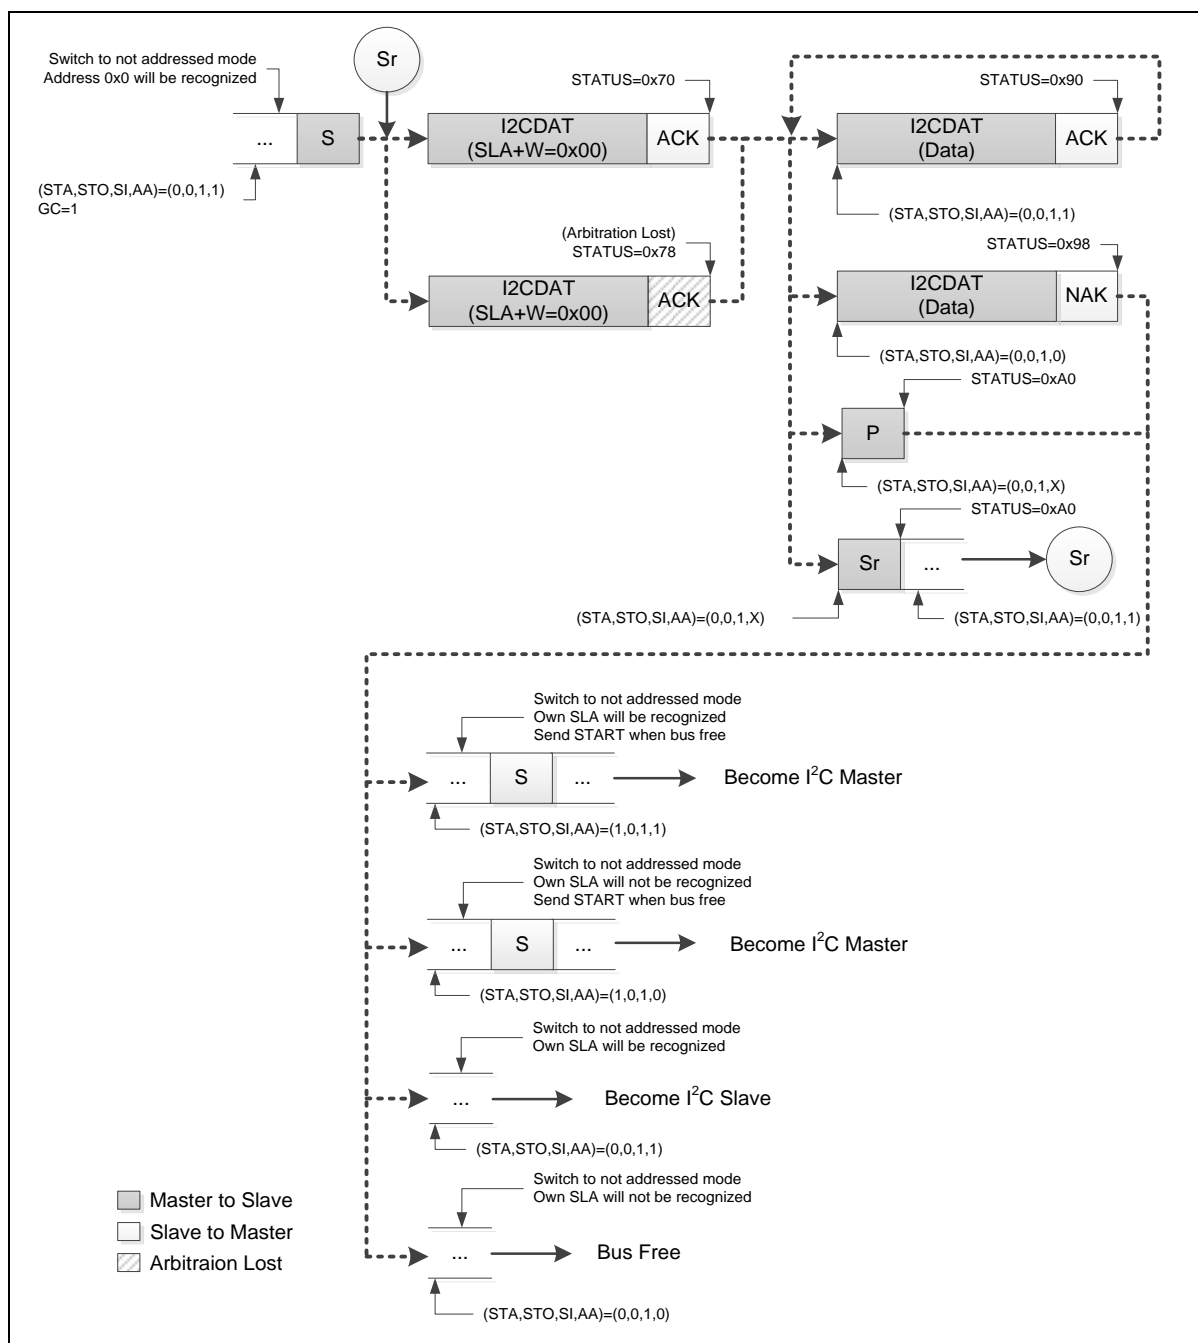 Switch to not addressed mode
Address 0x0 will be recognized
Sr
STATUS=0x70
STATUS=0x90
...
S
I2CDAT
(SLA+W=0x00)
ACK
I2CDAT
(Data)
ACK
(STA,STO,SI,AA)=(0,0,1,1)
GC=1
(STA,STO,SI,AA)=(0,0,1,1)
(Arbitration Lost)
STATUS=0x78
STATUS=0x98
I2CDAT
(SLA+W=0x00)
ACK
I2CDAT
(Data)
NAK
(STA,STO,SI,AA)=(0,0,1,0)
STATUS=0xA0
P
(STA,STO,SI,AA)=(0,0,1,X)
STATUS=0xA0
Sr
...
Sr
(STA,STO,SI,AA)=(0,0,1,X)
(STA,STO,SI,AA)=(0,0,1,1)
Switch to not addressed mode
Own SLA will be recognized
Send START when bus free
...
S
...
Become I²C Master
(STA,STO,SI,AA)=(1,0,1,1)
Switch to not addressed mode
Own SLA will not be recognized
Send START when bus free
...
S
...
Become I²C Master
(STA,STO,SI,AA)=(1,0,1,0)
Switch to not addressed mode
Own SLA will be recognized
...
Become I²C Slave
(STA,STO,SI,AA)=(0,0,1,1)
Switch to not addressed mode
Own SLA will not be recognized
...
Bus Free
(STA,STO,SI,AA)=(0,0,1,0)
Master to Slave
Slave to Master
Arbitraion Lost